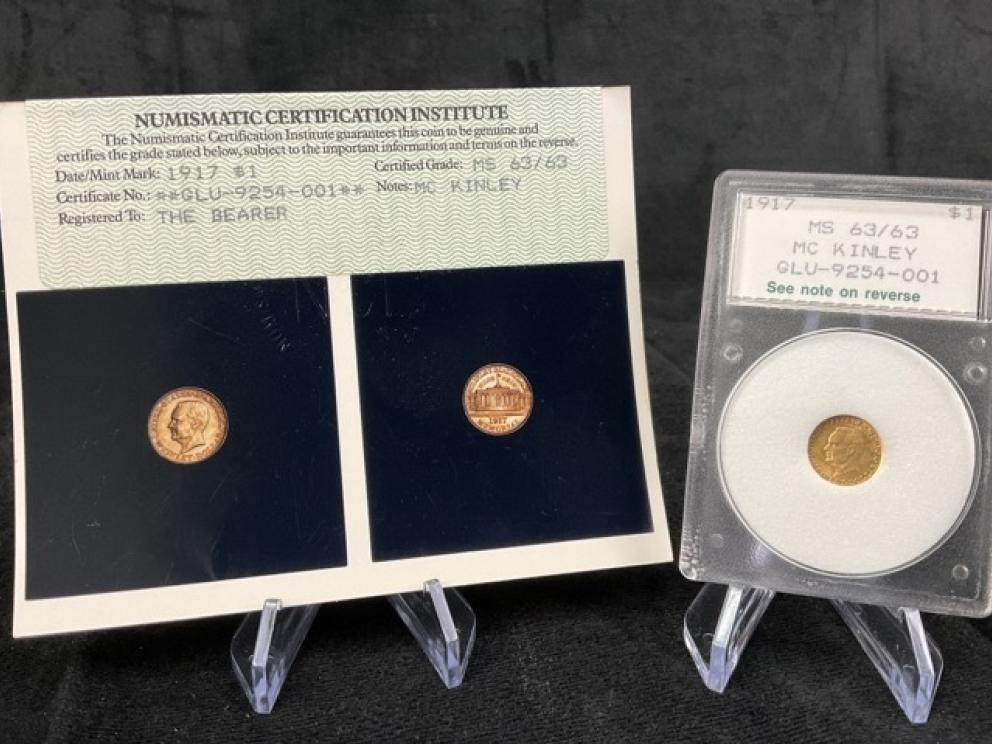 NUMISMATIC CERTIFICATION INSTITUTE
The Numismatic Certification Institute guarantees this coin to be genuine and
certifies the grade stated below, subject to the important information and terms on the reverse.
Date/Mint Mark: 1917 $1 Certified Grade: MS 63/63
Certificate No.: **GLU-9254-001** Notes: MC KINLEY
Registered To: THE BEARER
1917
MEMORIAL
1917 $1
MS 63/63
MC KINLEY
GLU-9254-001
See note on reverse